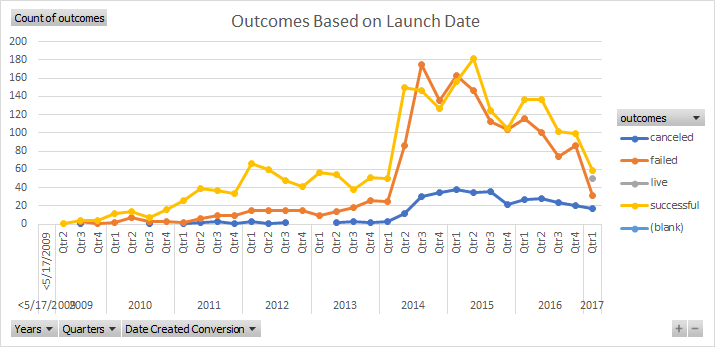 Count of outcomes
Outcomes Based on Launch Date
200
180
160
140
120
100
80
60
40
20
0
<5/17/2009 Qtr2 Qtr3 Qtr4 Qtr1 Qtr2 Qtr3 Qtr4 Qtr1 Qtr2 Qtr3 Qtr4 Qtr1 Qtr2 Qtr3 Qtr4 Qtr1 Qtr2 Qtr3 Qtr4 Qtr1 Qtr2 Qtr3 Qtr4 Qtr1 Qtr2 Qtr3 Qtr4 Qtr1 Qtr2 Qtr3 Qtr4 Qtr1
<5/17/2009 2009 2010 2011 2012 2013 2014 2015 2016 2017
outcomes
canceled
failed
live
successful
(blank)
Years Quarters Date Created Conversion
+ −